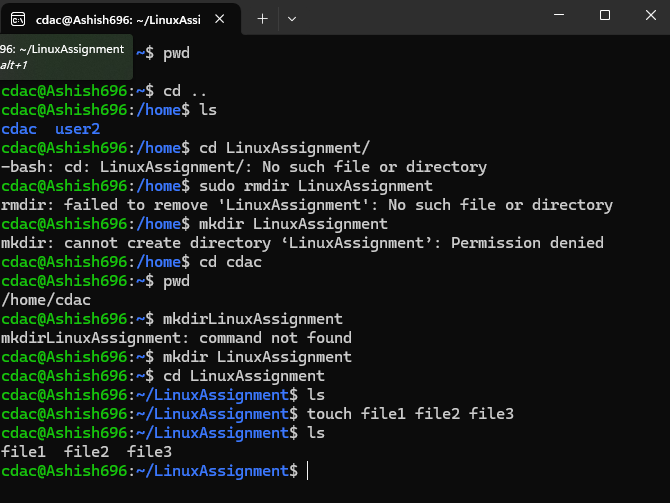 cdac@Ashish696: ~/LinuxAssi
96: ~/LinuxAssignment
alt+1
~$ pwd
cdac@Ashish696:~$ cd ..
cdac@Ashish696:/home$ ls
cdac  user2
cdac@Ashish696:/home$ cd LinuxAssignment/
-bash: cd: LinuxAssignment/: No such file or directory
cdac@Ashish696:/home$ sudo rmdir LinuxAssignment
rmdir: failed to remove 'LinuxAssignment': No such file or directory
cdac@Ashish696:/home$ mkdir LinuxAssignment
mkdir: cannot create directory ‘LinuxAssignment’: Permission denied
cdac@Ashish696:/home$ cd cdac
cdac@Ashish696:~$ pwd
/home/cdac
cdac@Ashish696:~$ mkdirLinuxAssignment
mkdirLinuxAssignment: command not found
cdac@Ashish696:~$ mkdir LinuxAssignment
cdac@Ashish696:~$ cd LinuxAssignment
cdac@Ashish696:~/LinuxAssignment$ ls
cdac@Ashish696:~/LinuxAssignment$ touch file1 file2 file3
cdac@Ashish696:~/LinuxAssignment$ ls
file1  file2  file3
cdac@Ashish696:~/LinuxAssignment$